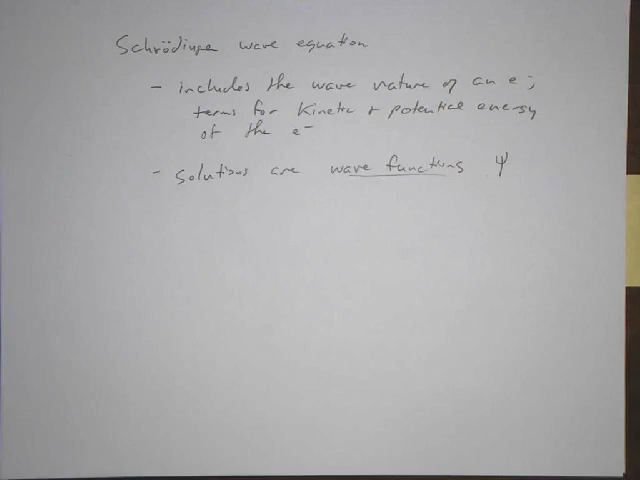 Schrödinger wave equation
- includes the wave nature of an e⁻;
terms for kinetic + potential energy
of the e⁻
- solutions are wave functions ψ